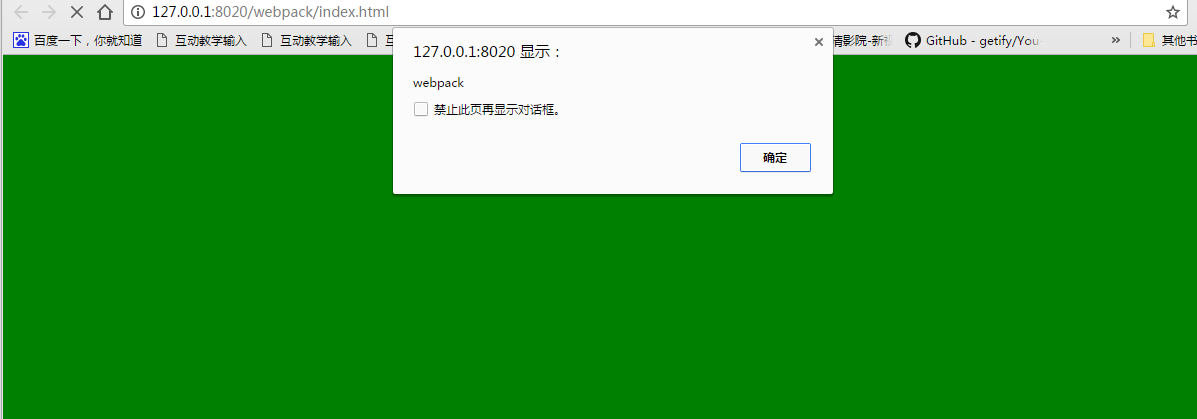 127.0.0.1:8020/webpack/index.html
百度一下，你就知道 互动教学输入 互动教学输入 GitHub - getify/You- » 其他书
127.0.0.1:8020 显示：
webpack
禁止此页再显示对话框。
确定